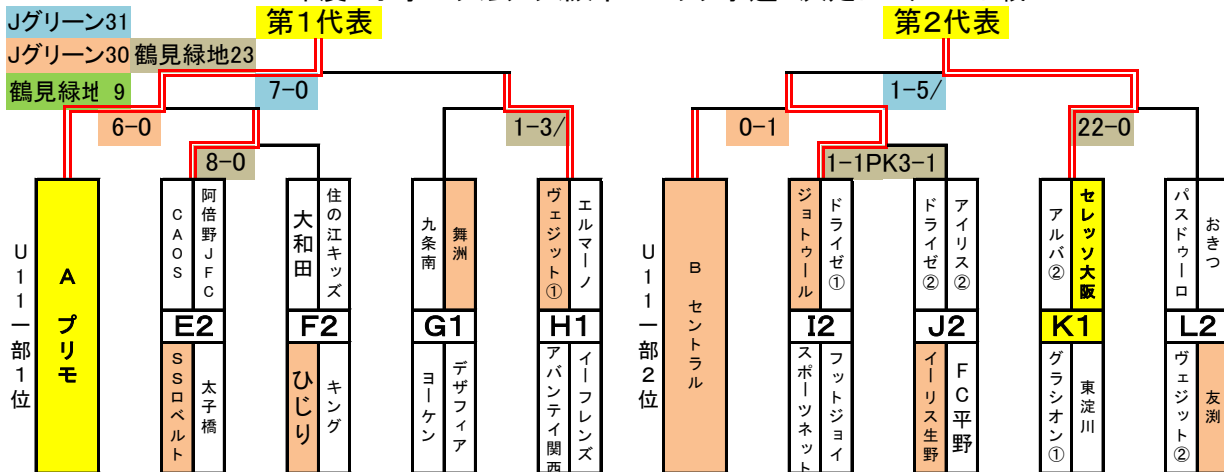 Jグリーン31
第1代表
第2代表
Jグリーン30
鶴見緑地23
鶴見緑地 9
7-0
1-5/
6-0
1-3/
0-1
22-0
8-0
1-1PK3-1
U11一部1位
A プリモ
CAOS
阿倍野JFC
E2
SSロベルト
太子橋
大和田
住の江キッズ
F2
ひじり
キング
九条南
舞洲
G1
ヨーケン
デザフィア
ヴェジット①
エルマーノ
H1
アバンティ関西
イーフレンズ
U11一部2位
B セントラル
ジョトゥール
ドライゼ①
I2
スポーツネット
フットジョイ
ドライゼ②
アイリス②
J2
イーリス生野
FC平野
アルバ②
セレッソ大阪
K1
グラシオン①
東淀川
パスドゥーロ
おきつ
L2
ヴェジット②
友渕